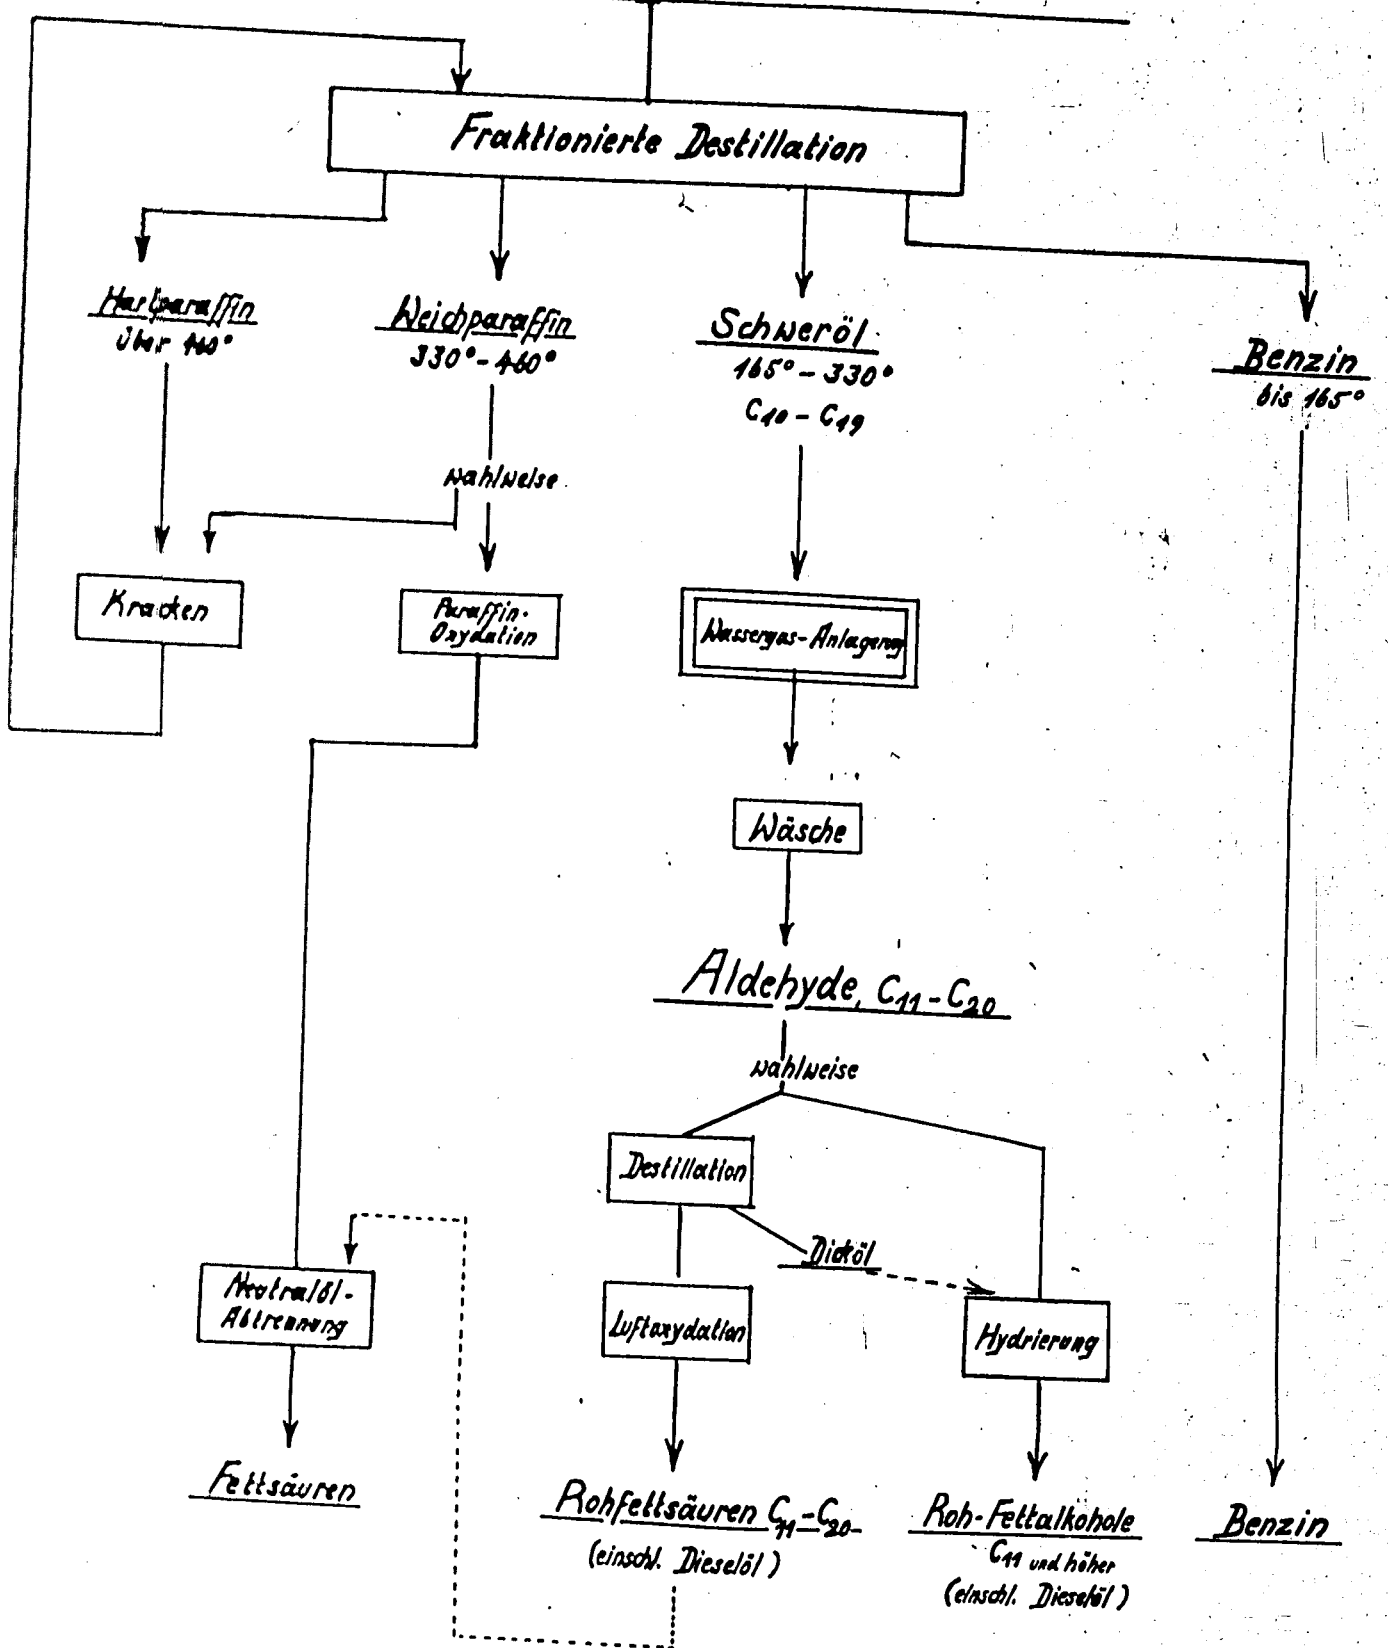 Fraktionierte Destillation
Hartparaffin
über 460°
Weichparaffin
330° - 460°
Schweröl
165° - 330°
C10 - C19
Benzin
bis 165°
wahlweise
Kracken
Paraffin-
Oxydation
Wassergas-Anlagerung
Wäsche
Aldehyde, C11 - C20
wahlweise
Destillation
Dicköl
Neutralöl-
Abtrennung
Luftoxydation
Hydrierung
Fettsäuren
Rohfettsäuren C11 - C20
(einschl. Dieselöl)
Roh-Fettalkohole
C11 und höher
(einschl. Dieselöl)
Benzin